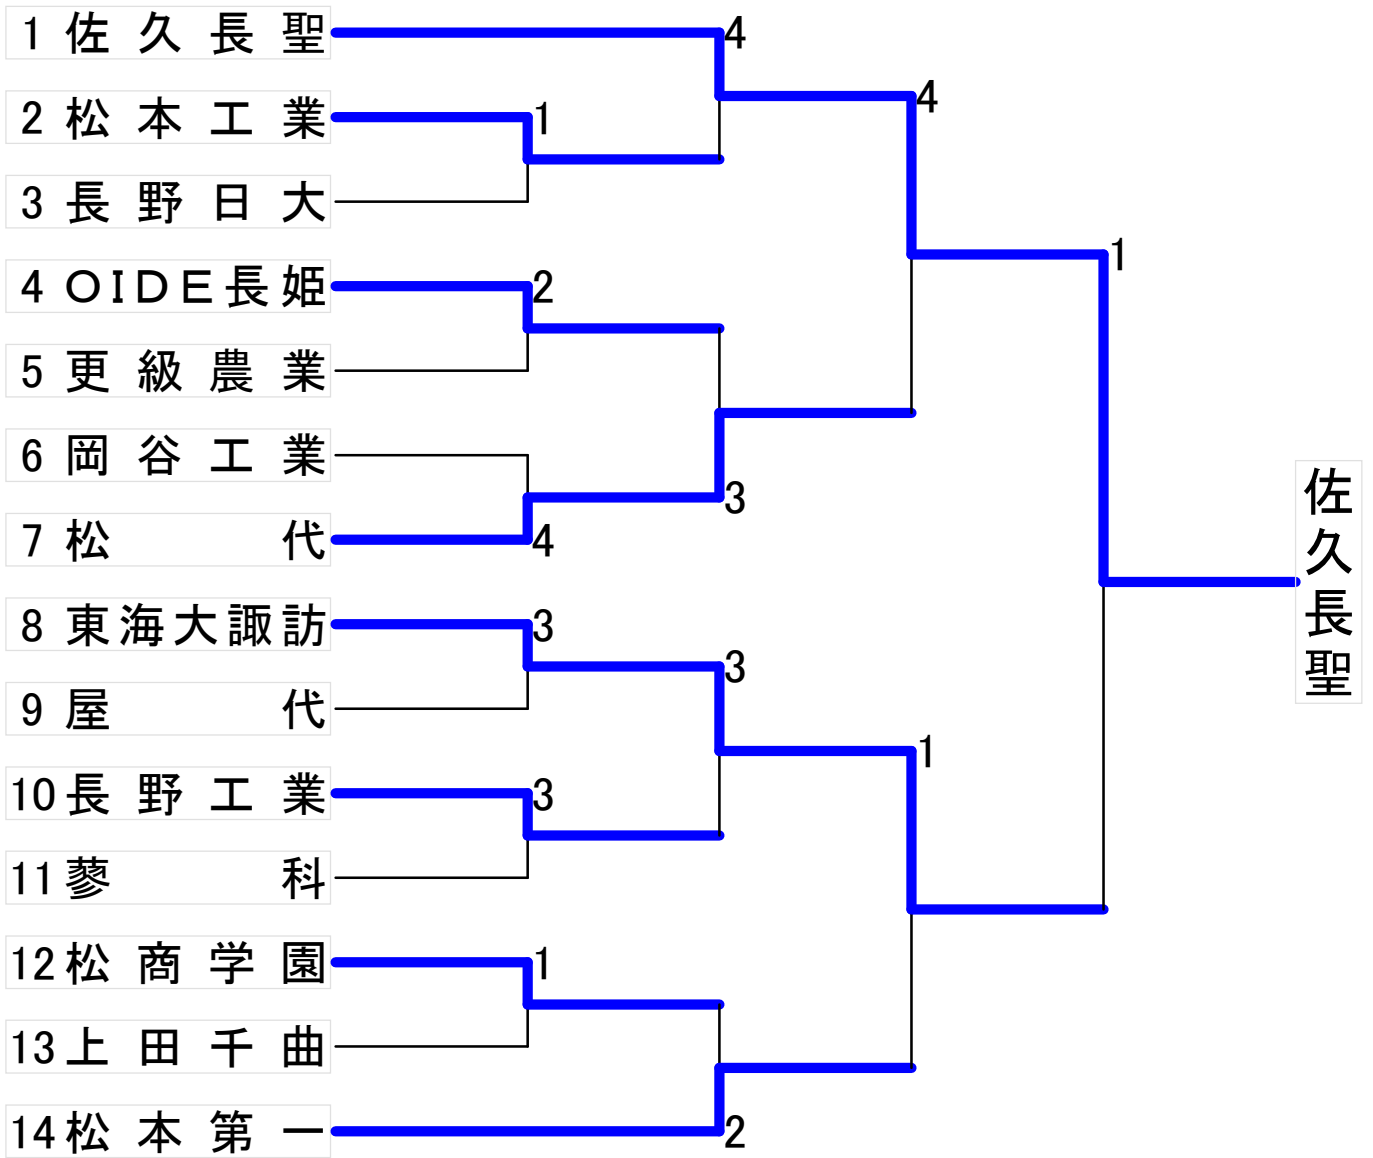 1 佐久長聖
2 松本工業
3 長野日大
4 OIDE長姫
5 更級農業
6 岡谷工業
7 松代
8 東海大諏訪
9 屋代
10 長野工業
11 蓼科
12 松商学園
13 上田千曲
14 松本第一
1
2
4
3
3
1
4
3
3
2
4
1
1
佐久長聖